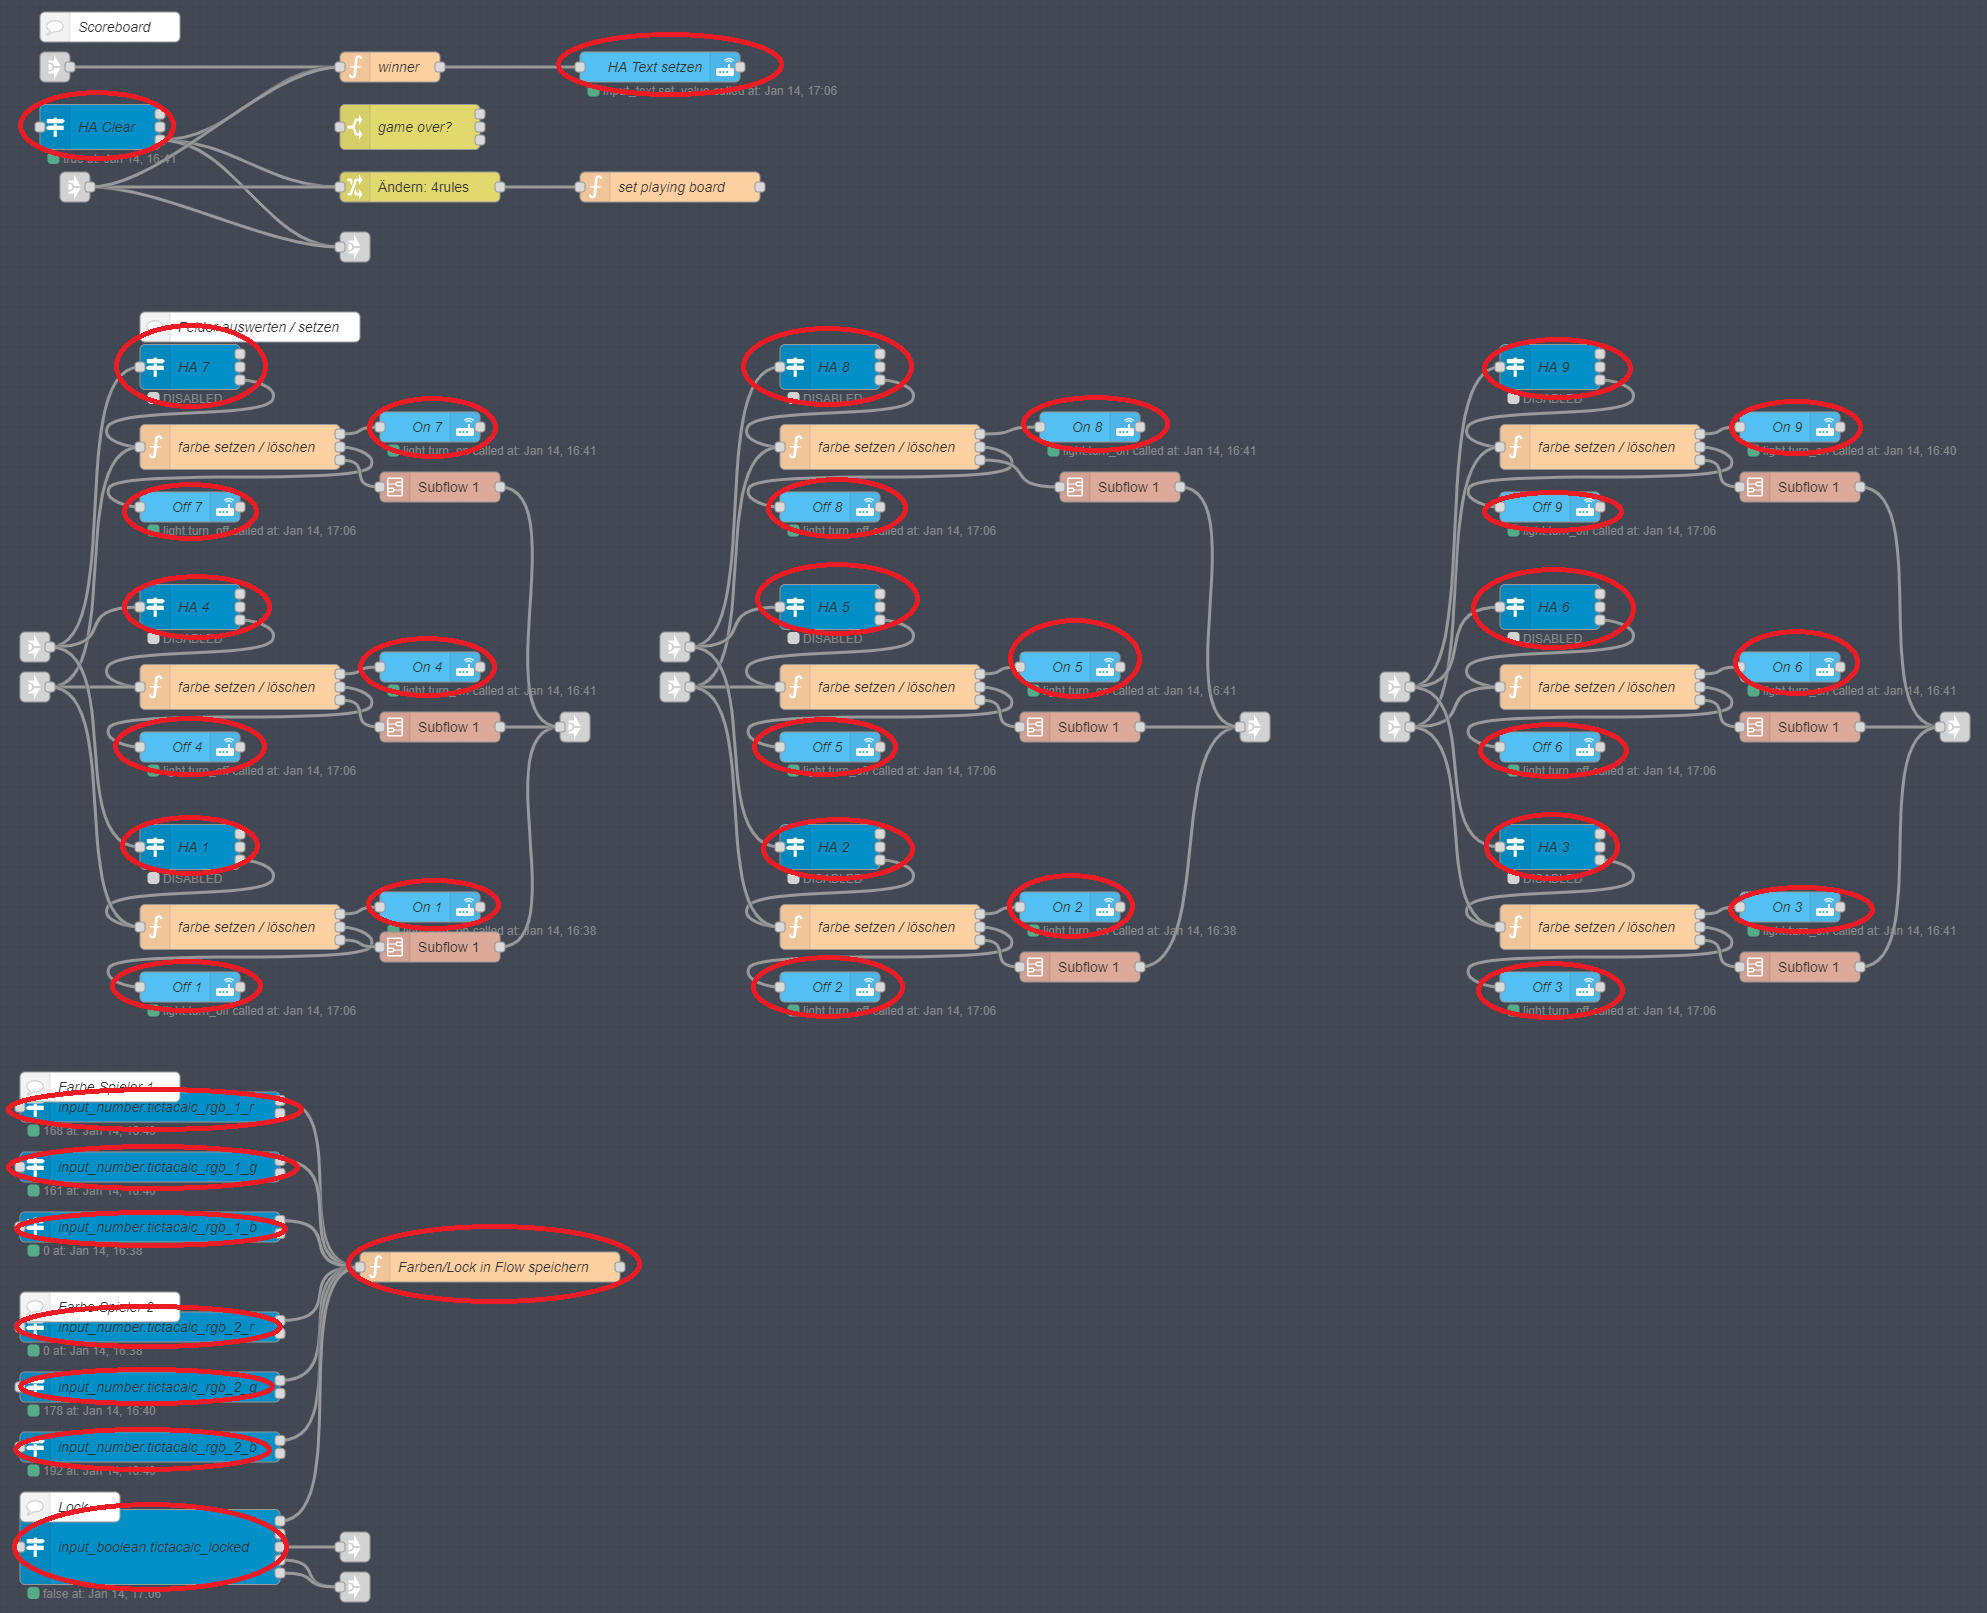 Scoreboard
winner
HA Text setzen
input_text.set_value called at: Jan 14, 17:06
HA Clear
game over?
true at: Jan 14, 16:41
Ändern: 4rules
set playing board
Felder auswerten / setzen
HA 7
HA 8
HA 9
DISABLED
DISABLED
DISABLED
On 7
On 8
On 9
farbe setzen / löschen
light.turn_on called at: Jan 14, 16:41
farbe setzen / löschen
light.turn_on called at: Jan 14, 16:41
farbe setzen / löschen
light.turn_on called at: Jan 14, 16:40
Subflow 1
Subflow 1
Subflow 1
Off 7
Off 8
Off 9
light.turn_off called at: Jan 14, 17:06
light.turn_off called at: Jan 14, 17:06
light.turn_off called at: Jan 14, 17:06
HA 4
HA 5
HA 6
DISABLED
DISABLED
DISABLED
On 4
On 5
On 6
farbe setzen / löschen
light.turn_on called at: Jan 14, 16:41
farbe setzen / löschen
light.turn_on called at: Jan 14, 16:41
farbe setzen / löschen
light.turn_on called at: Jan 14, 16:41
Subflow 1
Subflow 1
Subflow 1
Off 4
Off 5
Off 6
light.turn_off called at: Jan 14, 17:06
light.turn_off called at: Jan 14, 17:06
light.turn_off called at: Jan 14, 17:06
HA 1
HA 2
HA 3
DISABLED
DISABLED
DISABLED
On 1
On 2
On 3
farbe setzen / löschen
light.turn_on called at: Jan 14, 16:38
farbe setzen / löschen
light.turn_on called at: Jan 14, 16:38
farbe setzen / löschen
light.turn_on called at: Jan 14, 16:41
Subflow 1
Subflow 1
Subflow 1
Off 1
Off 2
Off 3
light.turn_off called at: Jan 14, 17:06
light.turn_off called at: Jan 14, 17:06
light.turn_off called at: Jan 14, 17:06
Farbe Spieler 1
input_number.tictacalc_rgb_1_r
168 at: Jan 14, 16:40
input_number.tictacalc_rgb_1_g
161 at: Jan 14, 16:40
input_number.tictacalc_rgb_1_b
0 at: Jan 14, 16:38
Farben/Lock in Flow speichern
Farbe Spieler 2
input_number.tictacalc_rgb_2_r
0 at: Jan 14, 16:38
input_number.tictacalc_rgb_2_g
178 at: Jan 14, 16:40
input_number.tictacalc_rgb_2_b
192 at: Jan 14, 16:40
Lock
input_boolean.tictacalc_locked
false at: Jan 14, 17:06